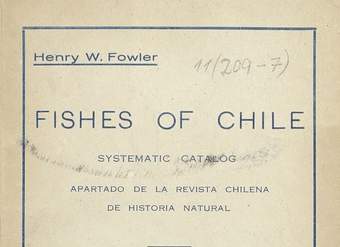 Henry W. Fowler
11(209-7)
FISHES OF CHILE
SYSTEMATIC CATALOG
APARTADO DE LA REVISTA CHILENA
DE HISTORIA NATURAL